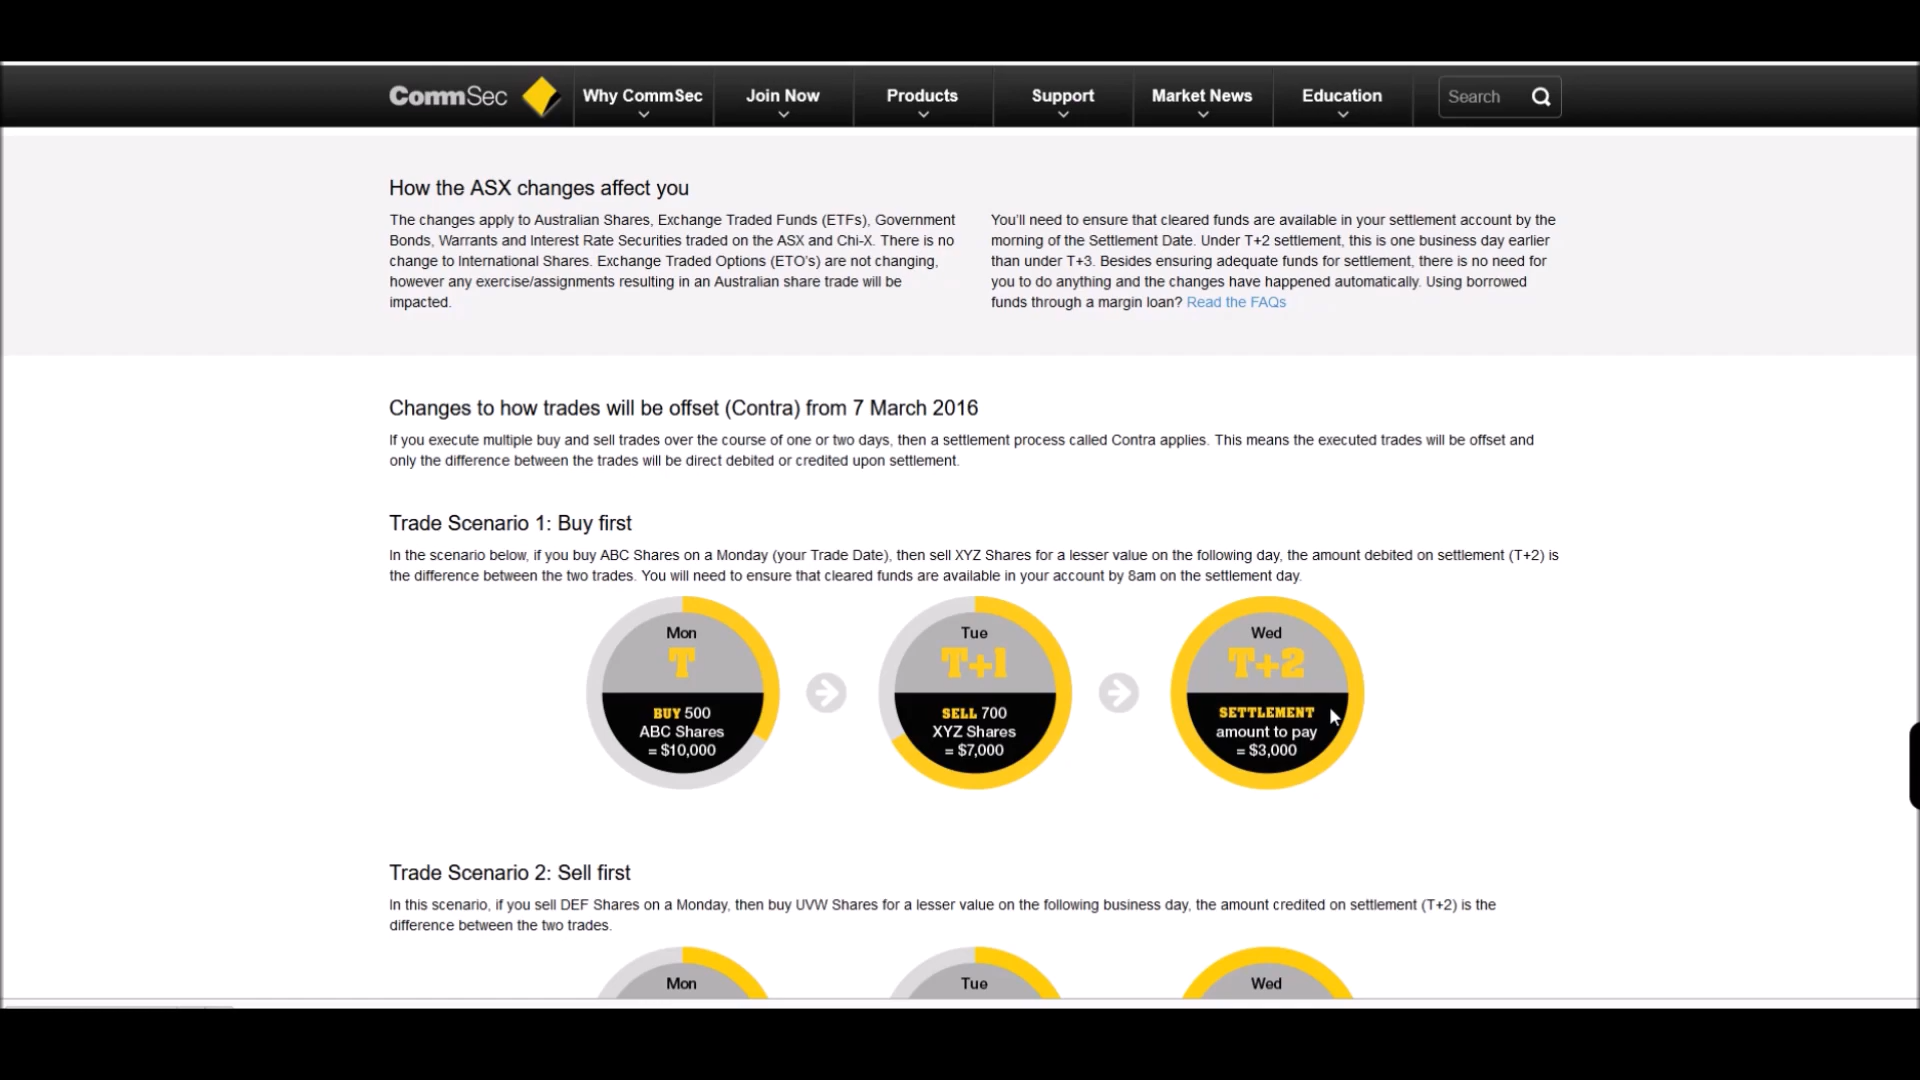 CommSec
Why CommSec
Join Now
Products
Support
Market News
Education
Search
How the ASX changes affect you
The changes apply to Australian Shares, Exchange Traded Funds (ETFs), Government
Bonds, Warrants and Interest Rate Securities traded on the ASX and Chi-X. There is no
change to International Shares. Exchange Traded Options (ETO's) are not changing,
however any exercise/assignments resulting in an Australian share trade will be
impacted.
You'll need to ensure that cleared funds are available in your settlement account by the
morning of the Settlement Date. Under T+2 settlement, this is one business day earlier
than under T+3. Besides ensuring adequate funds for settlement, there is no need for
you to do anything and the changes have happened automatically. Using borrowed
funds through a margin loan? Read the FAQs
Changes to how trades will be offset (Contra) from 7 March 2016
If you execute multiple buy and sell trades over the course of one or two days, then a settlement process called Contra applies. This means the executed trades will be offset and
only the difference between the trades will be direct debited or credited upon settlement.
Trade Scenario 1: Buy first
In the scenario below, if you buy ABC Shares on a Monday (your Trade Date), then sell XYZ Shares for a lesser value on the following day, the amount debited on settlement (T+2) is
the difference between the two trades. You will need to ensure that cleared funds are available in your account by 8am on the settlement day.
Mon
T
BUY 500
ABC Shares
= $10,000
Tue
T+1
SELL 700
XYZ Shares
= $7,000
Wed
T+2
SETTLEMENT
amount to pay
= $3,000
Trade Scenario 2: Sell first
In this scenario, if you sell DEF Shares on a Monday, then buy UVW Shares for a lesser value on the following business day, the amount credited on settlement (T+2) is the
difference between the two trades.
Mon
Tue
Wed